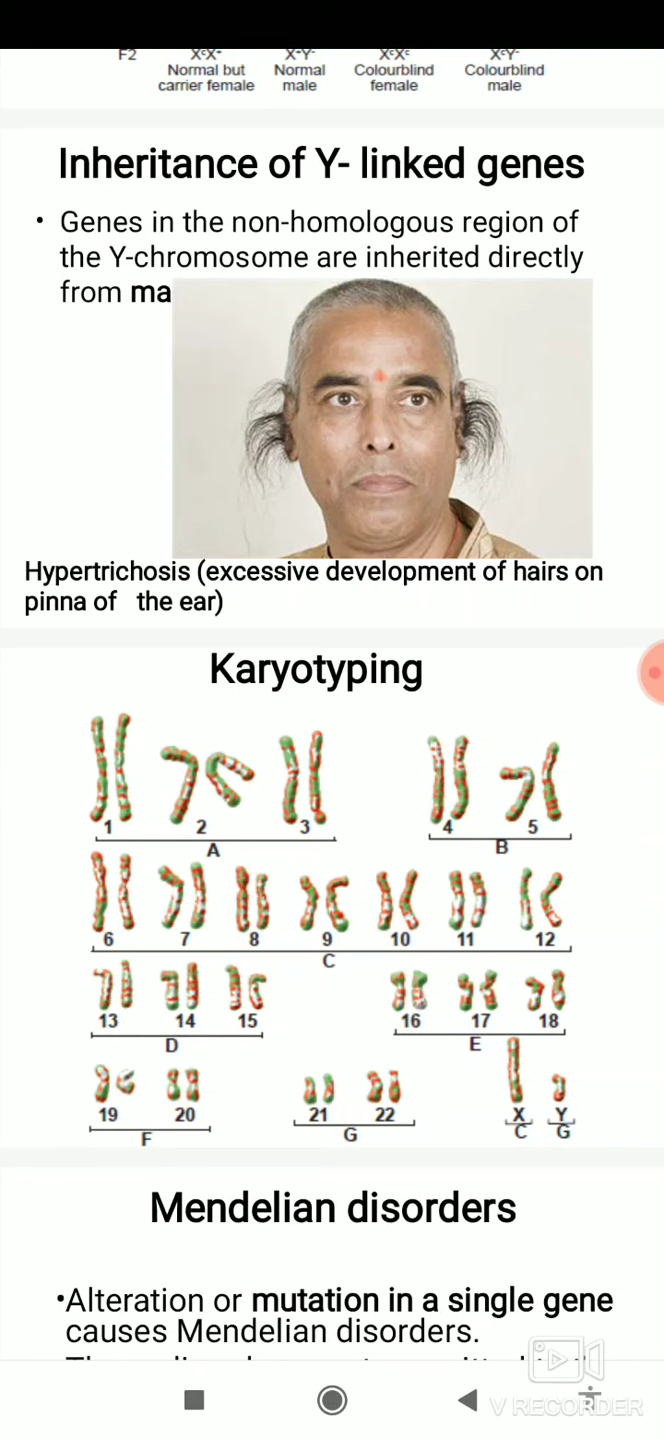 F2 XᶜX⁺ X⁺Y⁻ XᶜXᶜ XᶜY⁻
Normal but Normal Colourblind Colourblind
carrier female male female male
Inheritance of Y- linked genes
• Genes in the non-homologous region of
the Y-chromosome are inherited directly
from ma
Hypertrichosis (excessive development of hairs on
pinna of the ear)
Karyotyping
1 2 3 4 5
A B
6 7 8 9 10 11 12
C
13 14 15 16 17 18
D E
19 20 21 22 X Y
F G C G
Mendelian disorders
•Alteration or mutation in a single gene
causes Mendelian disorders.
V RECORDER